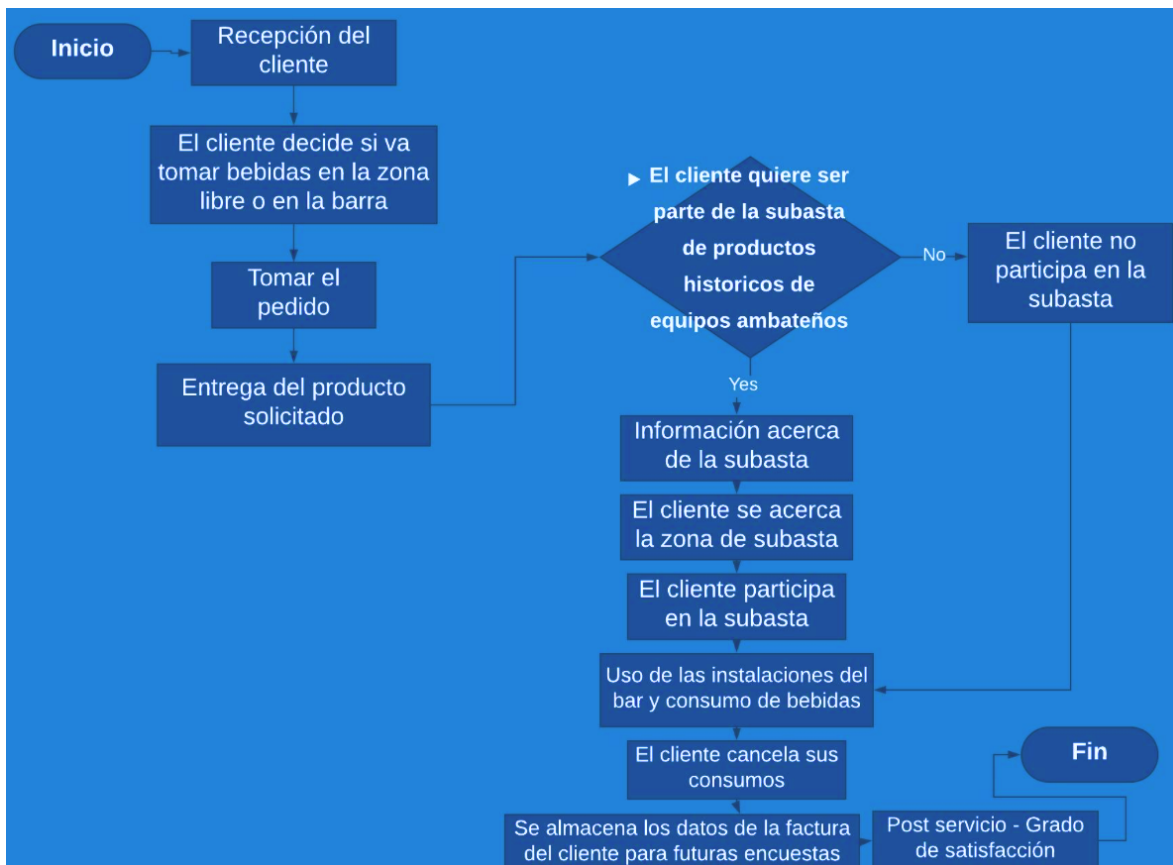 Inicio
Recepción del
cliente
El cliente decide si va
tomar bebidas en la zona
libre o en la barra
Tomar el
pedido
Entrega del producto
solicitado
► El cliente quiere ser
parte de la subasta
de productos
historicos de
equipos ambateños
No
El cliente no
participa en la
subasta
Yes
Información acerca
de la subasta
El cliente se acerca
la zona de subasta
El cliente participa
en la subasta
Uso de las instalaciones del
bar y consumo de bebidas
El cliente cancela sus
consumos
Se almacena los datos de la factura
del cliente para futuras encuestas
Post servicio - Grado
de satisfacción
Fin